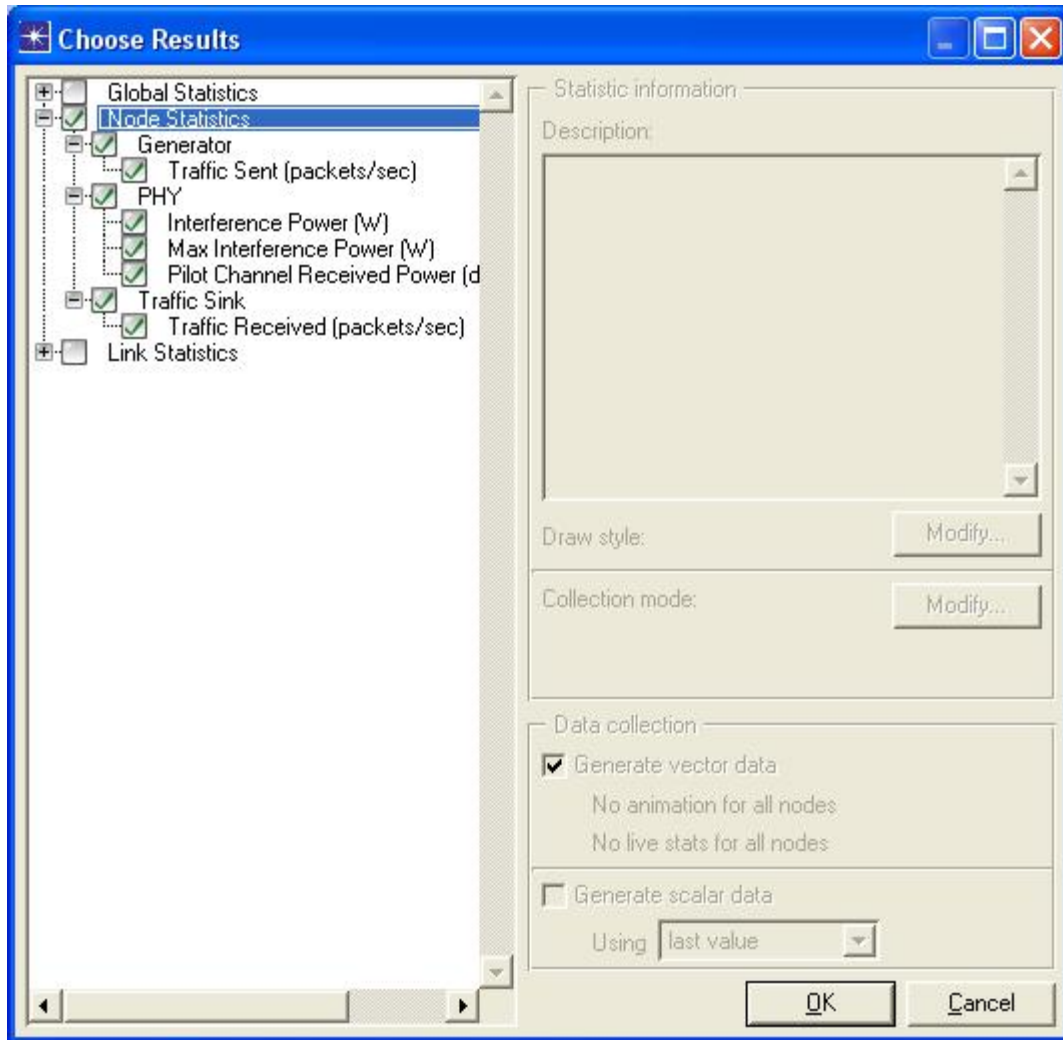 Choose Results
Global Statistics
Node Statistics
Generator
Traffic Sent (packets/sec)
PHY
Interference Power (W)
Max Interference Power (W)
Pilot Channel Received Power (d
Traffic Sink
Traffic Received (packets/sec)
Link Statistics
Statistic information
Description:
Draw style:
Modify...
Collection mode:
Modify...
Data collection
Generate vector data
No animation for all nodes
No live stats for all nodes
Generate scalar data
Using last value
OK
Cancel